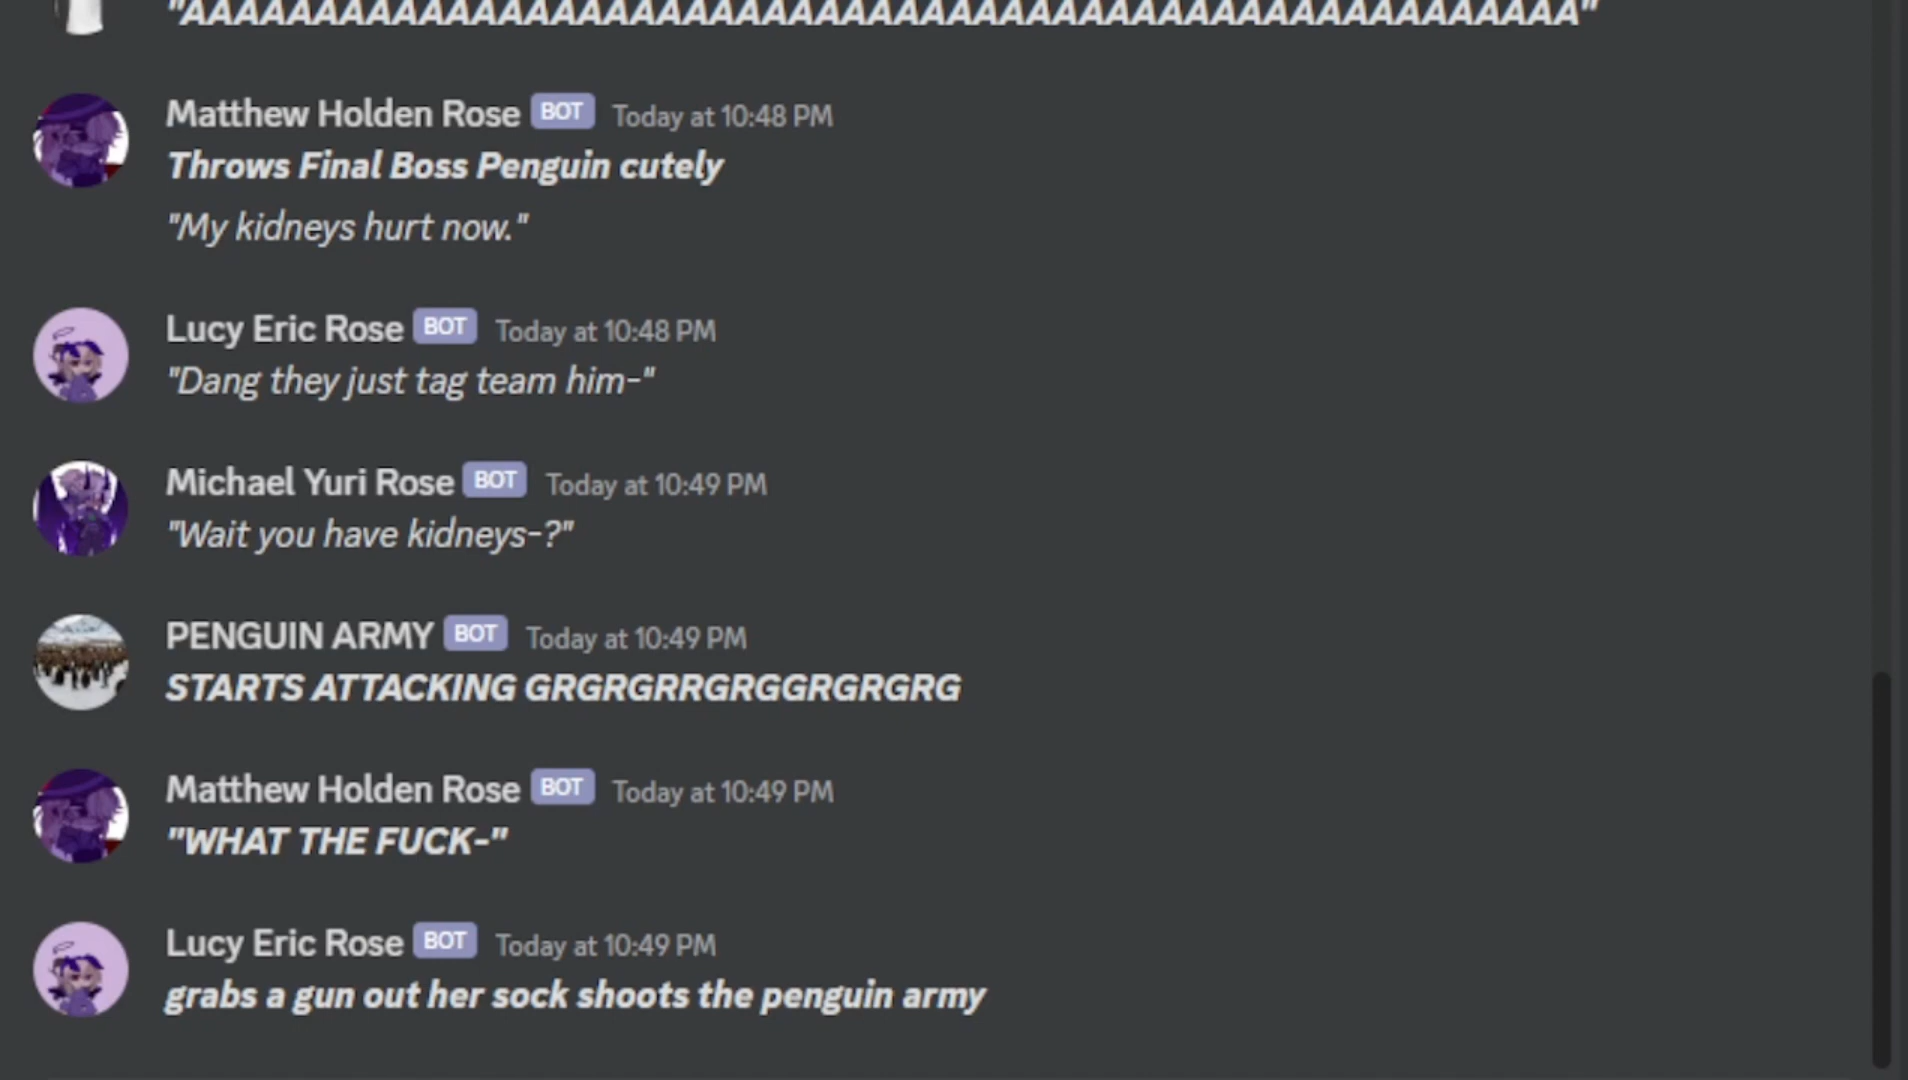 "AAAAAAAAAAAAAAAAAAAAAAAAAAAAAAAAAAAAAAAAAAAAAAAAAAA"
Matthew Holden Rose BOT Today at 10:48 PM
Throws Final Boss Penguin cutely
"My kidneys hurt now."
Lucy Eric Rose BOT Today at 10:48 PM
"Dang they just tag team him-"
Michael Yuri Rose BOT Today at 10:49 PM
"Wait you have kidneys-?"
PENGUIN ARMY BOT Today at 10:49 PM
STARTS ATTACKING GRGRGRRGRGGRGRGRG
Matthew Holden Rose BOT Today at 10:49 PM
"WHAT THE FUCK-"
Lucy Eric Rose BOT Today at 10:49 PM
grabs a gun out her sock shoots the penguin army